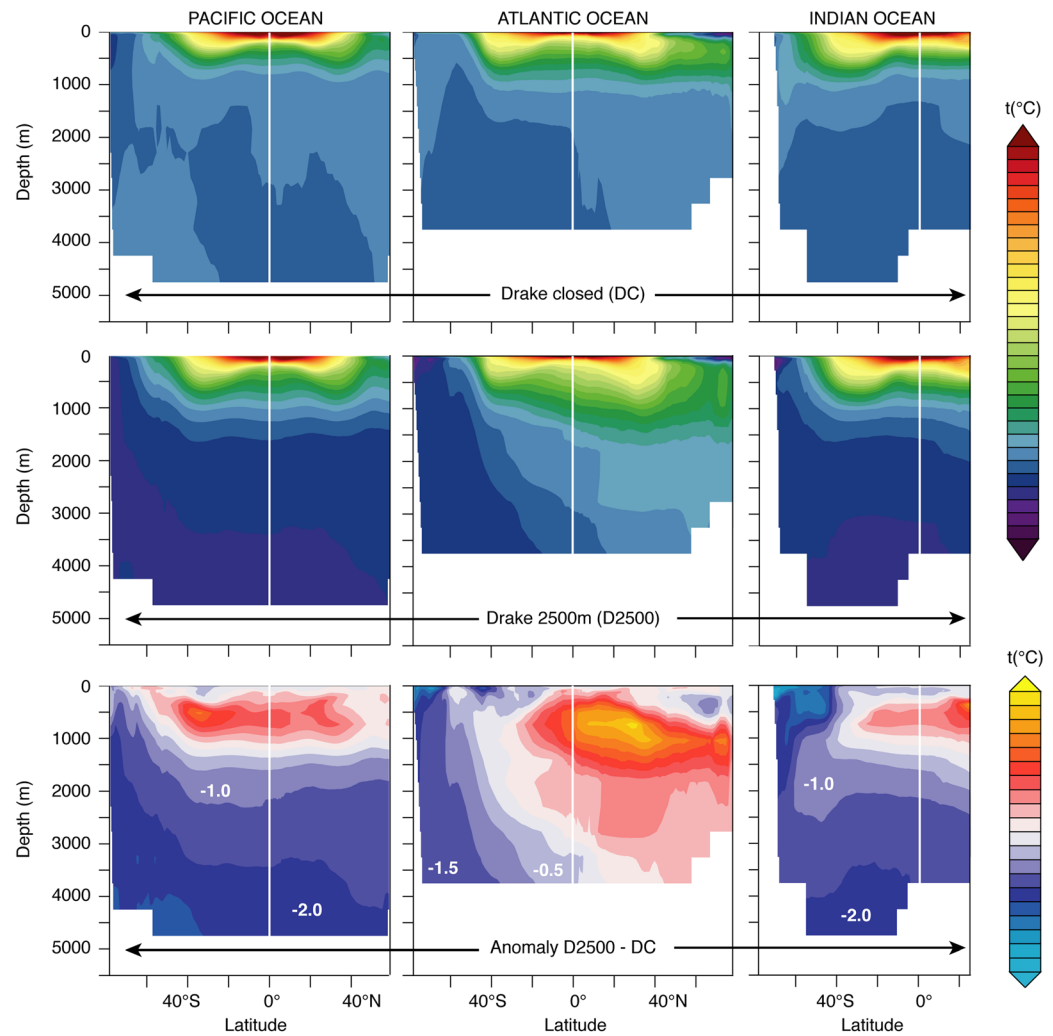 PACIFIC OCEAN
ATLANTIC OCEAN
INDIAN OCEAN
Depth (m)
0
1000
2000
3000
4000
5000
Drake closed (DC)
t(°C)
Depth (m)
0
1000
2000
3000
4000
5000
Drake 2500m (D2500)
t(°C)
Depth (m)
0
1000
2000
3000
4000
5000
-1.0
-2.0
-1.5
-0.5
-1.0
-2.0
Anomaly D2500 - DC
40°S 0° 40°N
Latitude
40°S 0° 40°N
Latitude
40°S 0°
Latitude